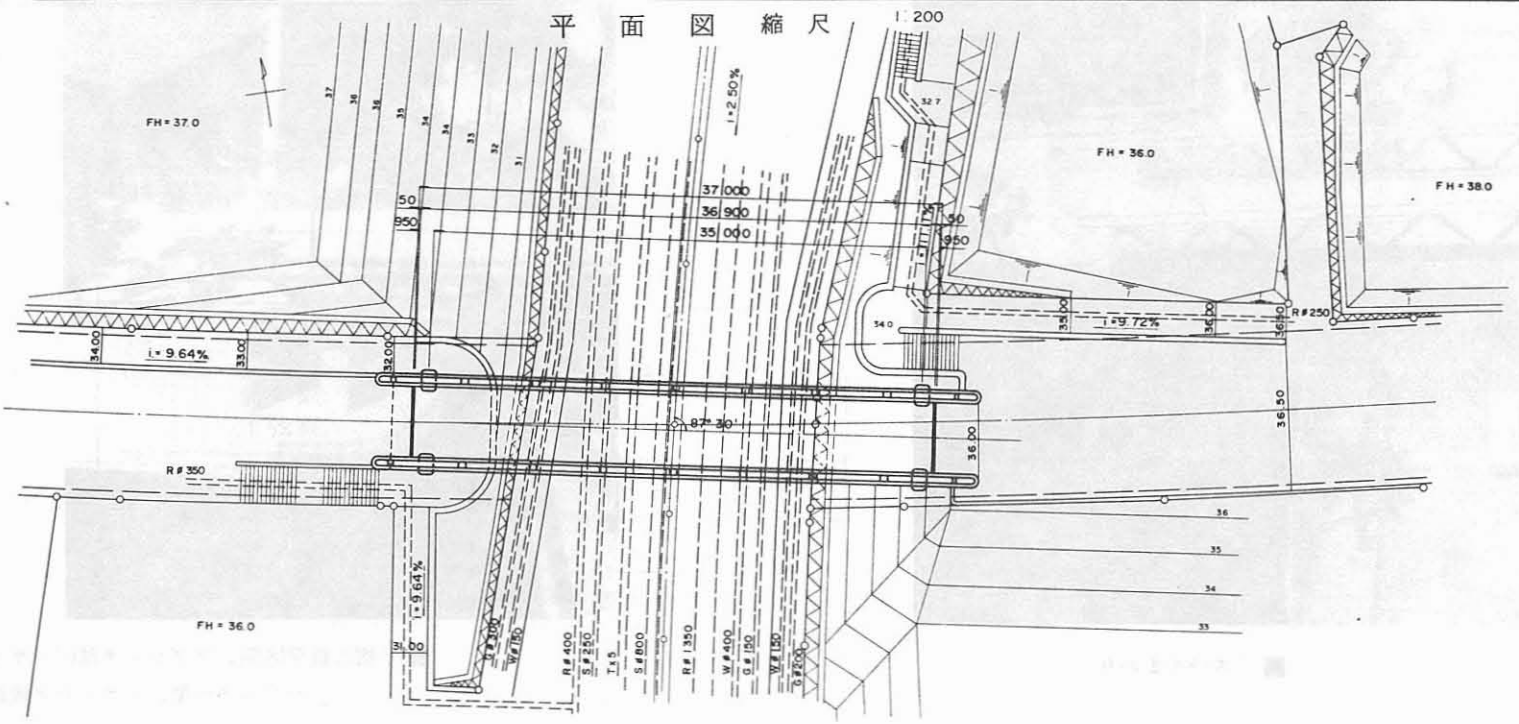 平面図 縮尺 1:200
FH = 37.0
37
36
36
35
34
34
33
32
31
i = 2.50%
32.7
FH = 36.0
FH = 38.0
37 000
50
36 900
50
950
35 000
950
34.00
i = 9.64%
33.00
32.00
34.0
35.00
i = 9.72%
36.00
36.40
R # 250
87° 30'
36.00
36.50
R # 350
i = 9.64%
31.00
FH = 36.0
G # 300
W # 150
R # 400
S # 250
T x 5
S # 800
R # 1350
W # 400
G # 150
W # 150
G # 200
36
35
34
33